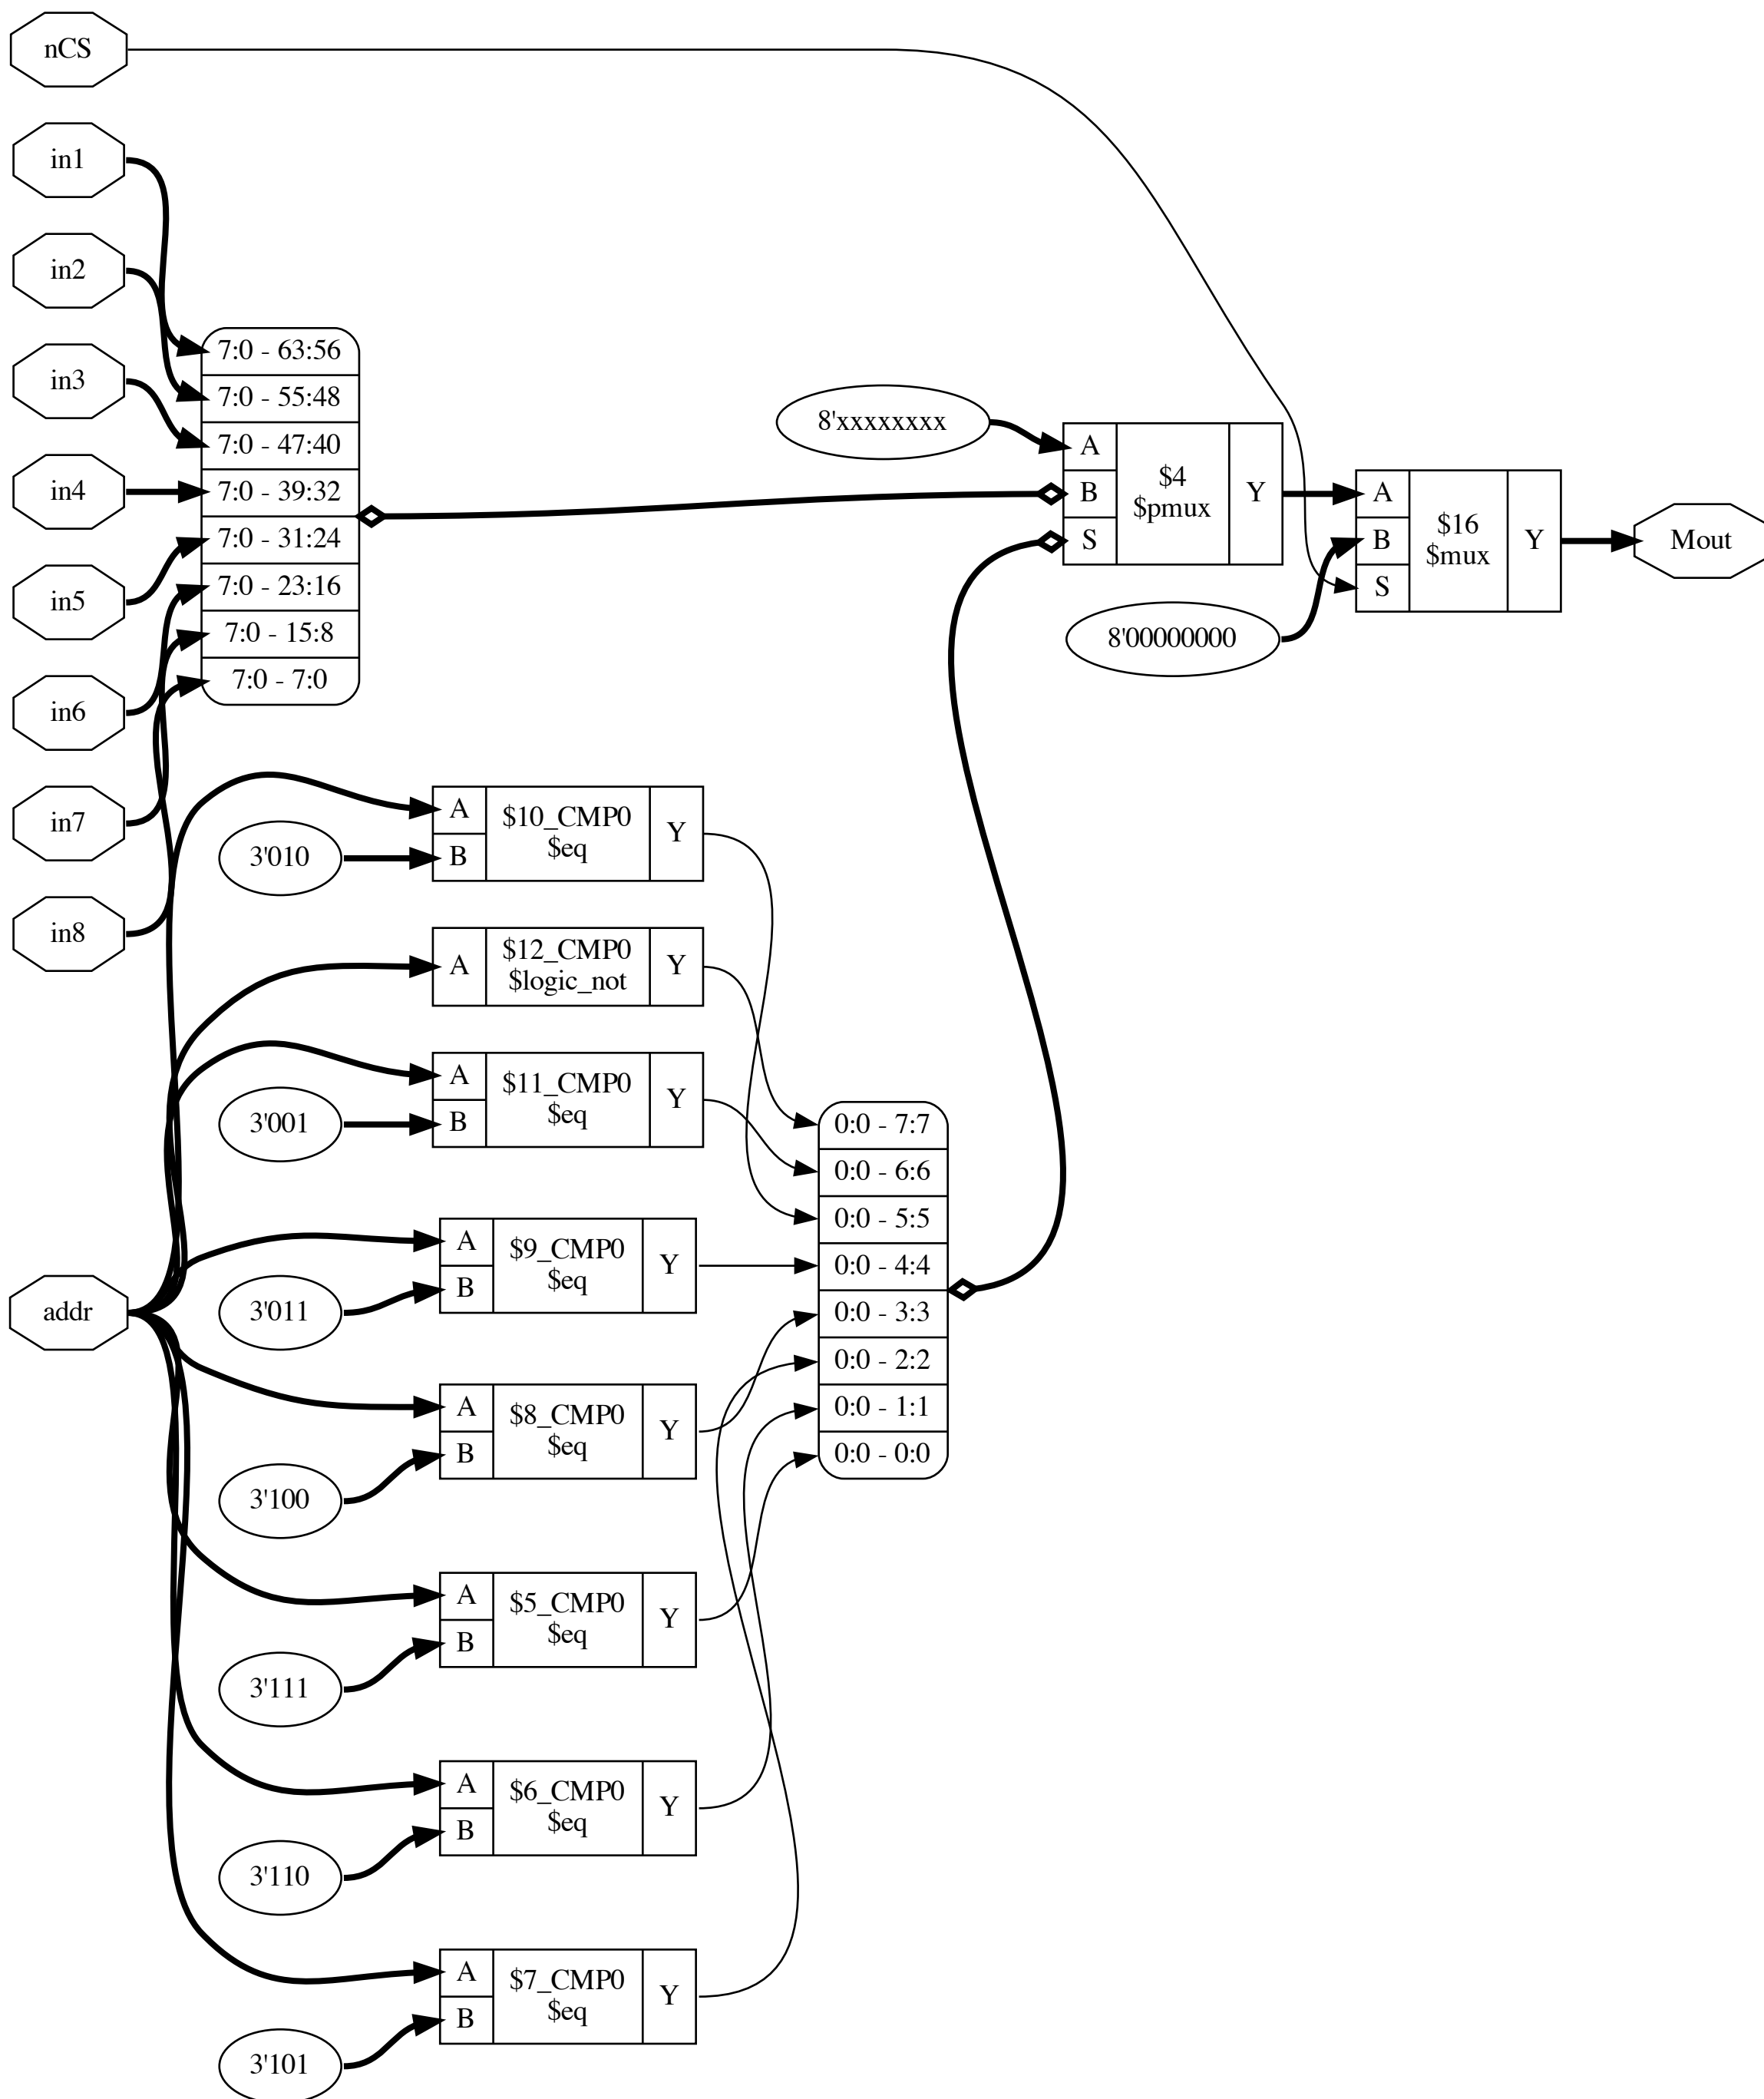 nCS
in1
in2
in3
in4
in5
in6
in7
in8
7:0 - 63:56
7:0 - 55:48
7:0 - 47:40
7:0 - 39:32
7:0 - 31:24
7:0 - 23:16
7:0 - 15:8
7:0 - 7:0
8'xxxxxxxx
A
B
S
$4
$pmux
Y
8'00000000
A
B
S
$16
$mux
Y
Mout
3'010
A
B
$10_CMP0
$eq
Y
A
$12_CMP0
$logic_not
Y
3'001
A
B
$11_CMP0
$eq
Y
addr
3'011
A
B
$9_CMP0
$eq
Y
3'100
A
B
$8_CMP0
$eq
Y
3'111
A
B
$5_CMP0
$eq
Y
3'110
A
B
$6_CMP0
$eq
Y
3'101
A
B
$7_CMP0
$eq
Y
0:0 - 7:7
0:0 - 6:6
0:0 - 5:5
0:0 - 4:4
0:0 - 3:3
0:0 - 2:2
0:0 - 1:1
0:0 - 0:0